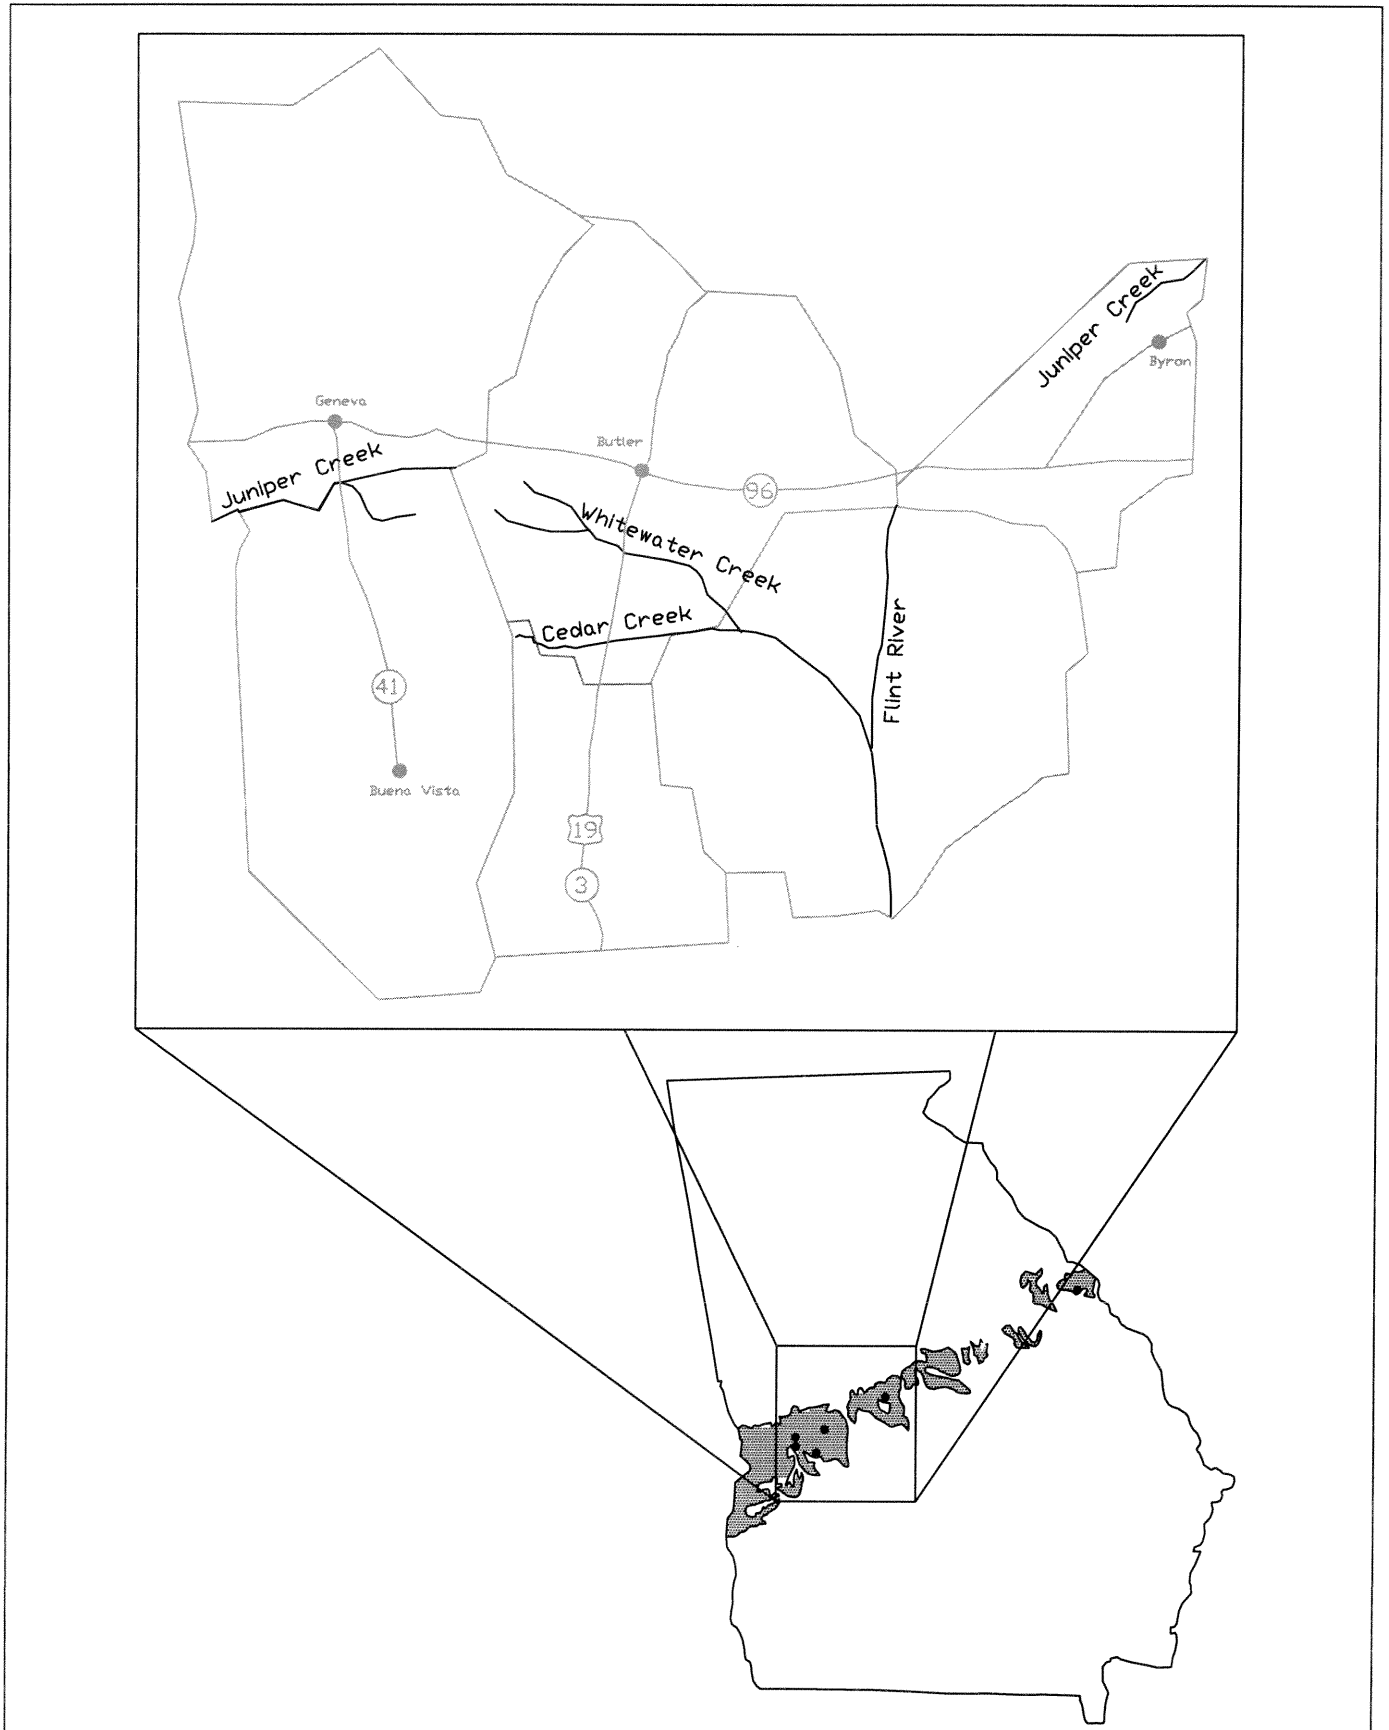 Juniper Creek
Byron
Geneva
Butler
Juniper Creek
96
Whitewater Creek
Cedar Creek
Flint River
41
Buena Vista
19
3